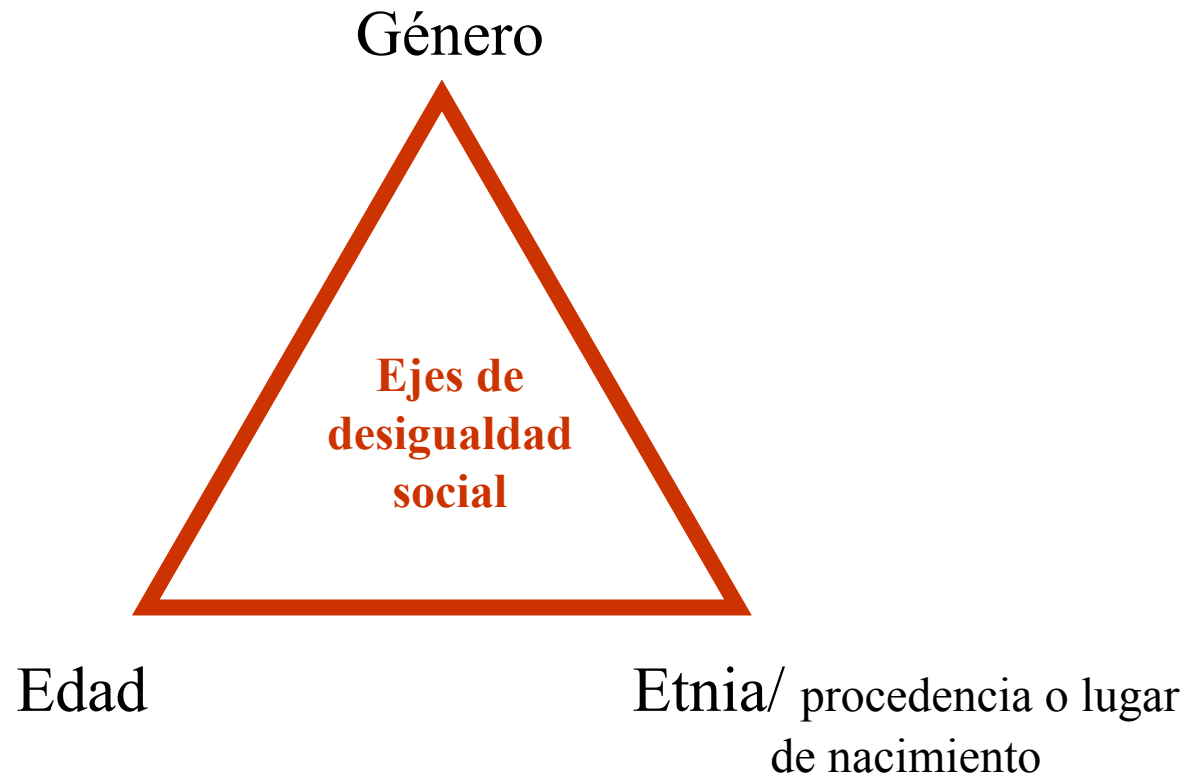 Género
Ejes de
desigualdad
social
Edad
Etnia/ procedencia o lugar
de nacimiento